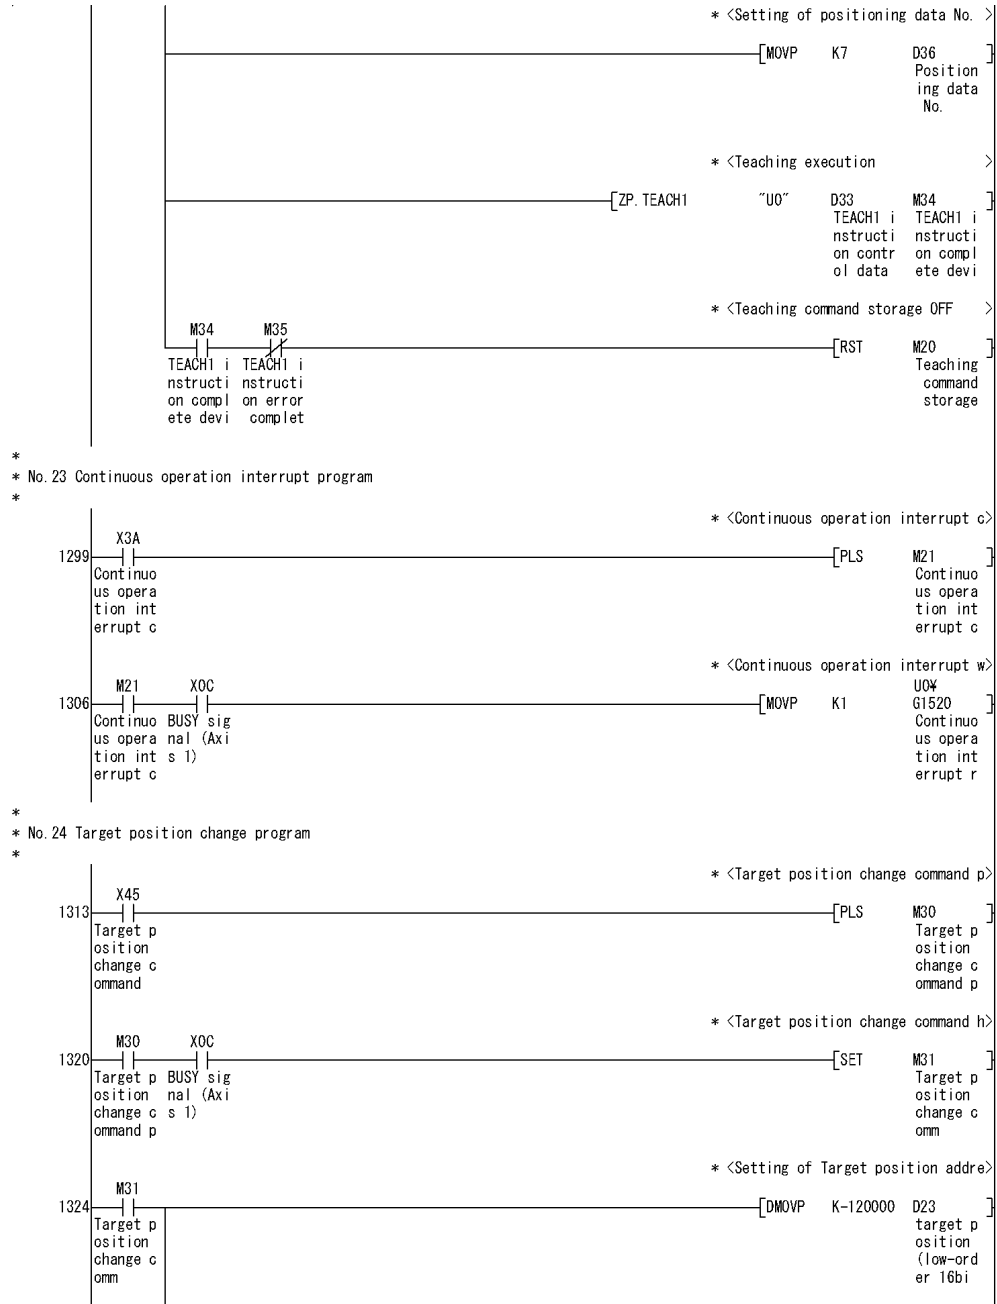 * <Setting of positioning data No. >
[MOVP K7 D36 ]
Position
ing data
No.
* <Teaching execution >
[ZP.TEACH1 "U0" D33 M34 ]
TEACH1 i TEACH1 i
nstructi nstructi
on contr on compl
ol data ete devi
* <Teaching command storage OFF >
M34 M35
[RST M20 ]
TEACH1 i TEACH1 i Teaching
nstructi nstructi command
on compl on error storage
ete devi complet
*
* No.23 Continuous operation interrupt program
*
* <Continuous operation interrupt c>
X3A
1299 [PLS M21 ]
Continuo Continuo
us opera us opera
tion int tion int
errupt c errupt c
* <Continuous operation interrupt w>
M21 X0C U0¥
1306 [MOVP K1 G1520 ]
Continuo BUSY sig Continuo
us opera nal (Axi us opera
tion int s 1) tion int
errupt c errupt r
*
* No.24 Target position change program
*
* <Target position change command p>
X45
1313 [PLS M30 ]
Target p Target p
osition osition
change c change c
ommand ommand p
* <Target position change command h>
M30 X0C
1320 [SET M31 ]
Target p BUSY sig Target p
osition nal (Axi osition
change c s 1) change c
ommand p omm
* <Setting of Target position addre>
M31
1324 [DMOVP K-120000 D23 ]
Target p target p
osition osition
change c (low-ord
omm er 16bi